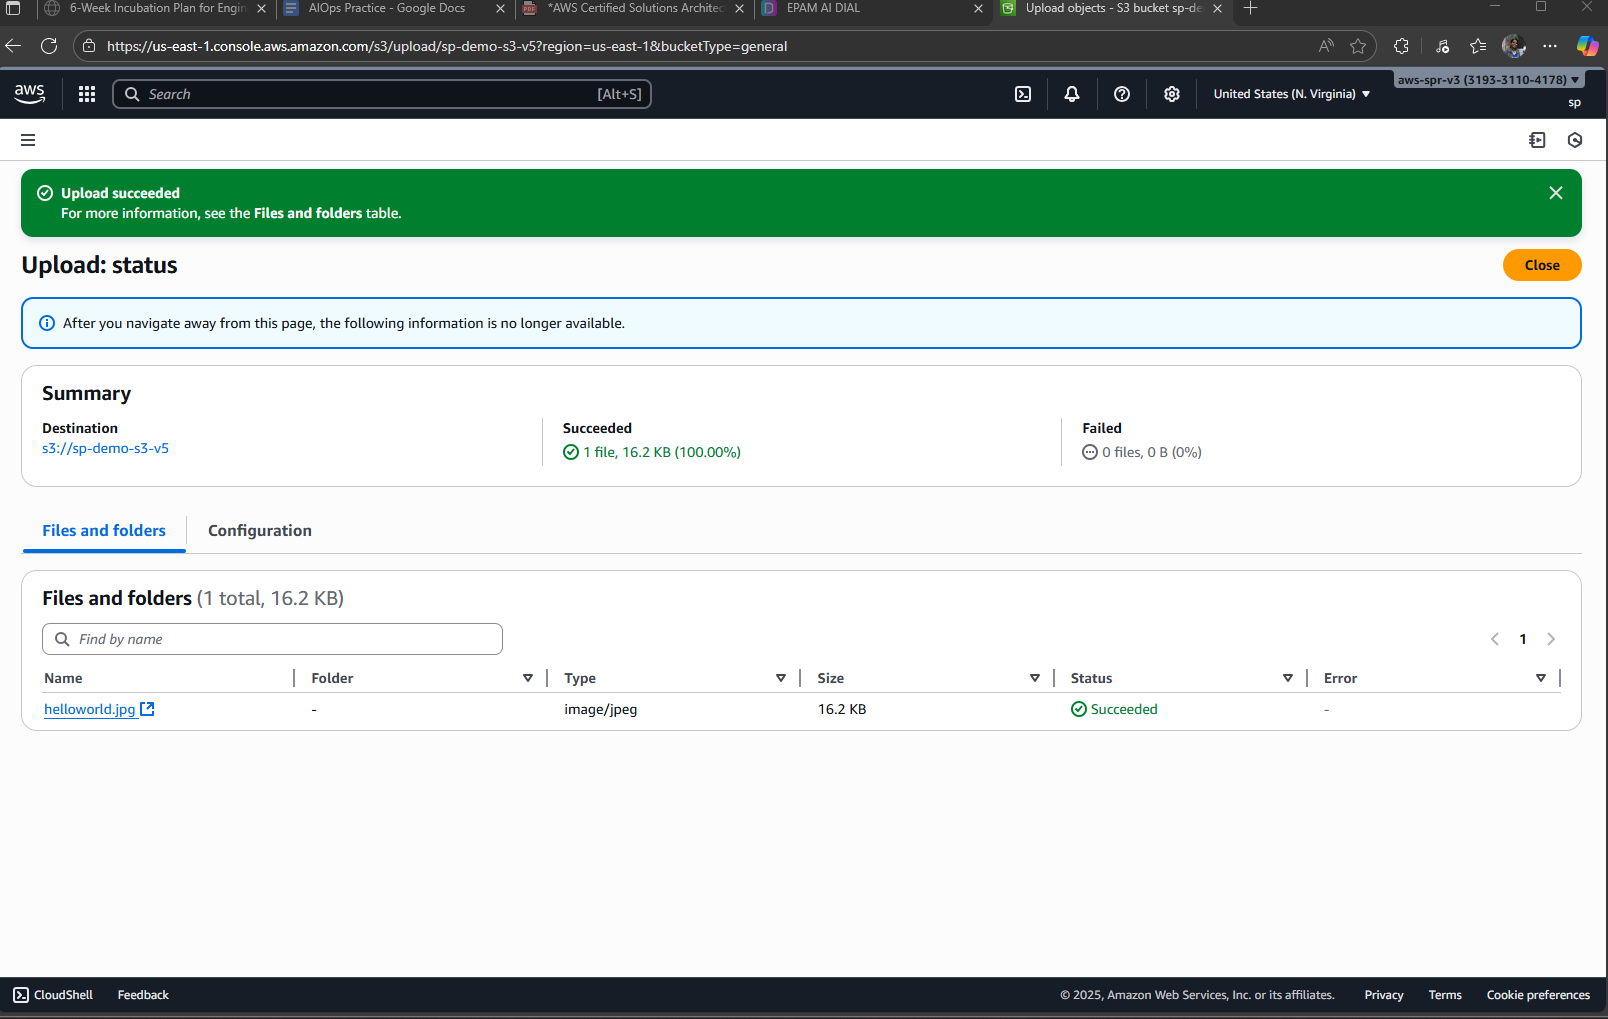 6-Week Incubation Plan for Engin
AIOps Practice - Google Docs
*AWS Certified Solutions Architec
EPAM AI DIAL
Upload objects - S3 bucket sp-de
https://us-east-1.console.aws.amazon.com/s3/upload/sp-demo-s3-v5?region=us-east-1&bucketType=general
aws
Search
[Alt+S]
United States (N. Virginia)
aws-spr-v3 (3193-3110-4178)
sp
Upload succeeded
For more information, see the Files and folders table.
Upload: status
Close
After you navigate away from this page, the following information is no longer available.
Summary
Destination
s3://sp-demo-s3-v5
Succeeded
1 file, 16.2 KB (100.00%)
Failed
0 files, 0 B (0%)
Files and folders
Configuration
Files and folders (1 total, 16.2 KB)
Find by name
1
Name
Folder
Type
Size
Status
Error
helloworld.jpg
-
image/jpeg
16.2 KB
Succeeded
-
CloudShell
Feedback
© 2025, Amazon Web Services, Inc. or its affiliates.
Privacy
Terms
Cookie preferences